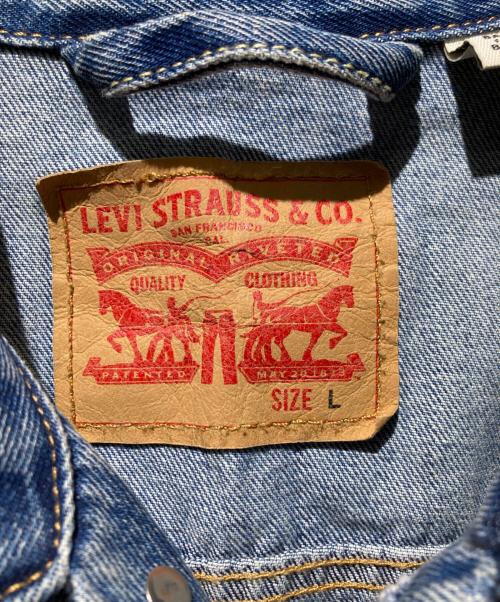 LEVI STRAUSS & CO.
SAN FRANCISCO
CAL.
ORIGINAL RIVETED
QUALITY CLOTHING
PATENTED MAY 20 1873
SIZE L